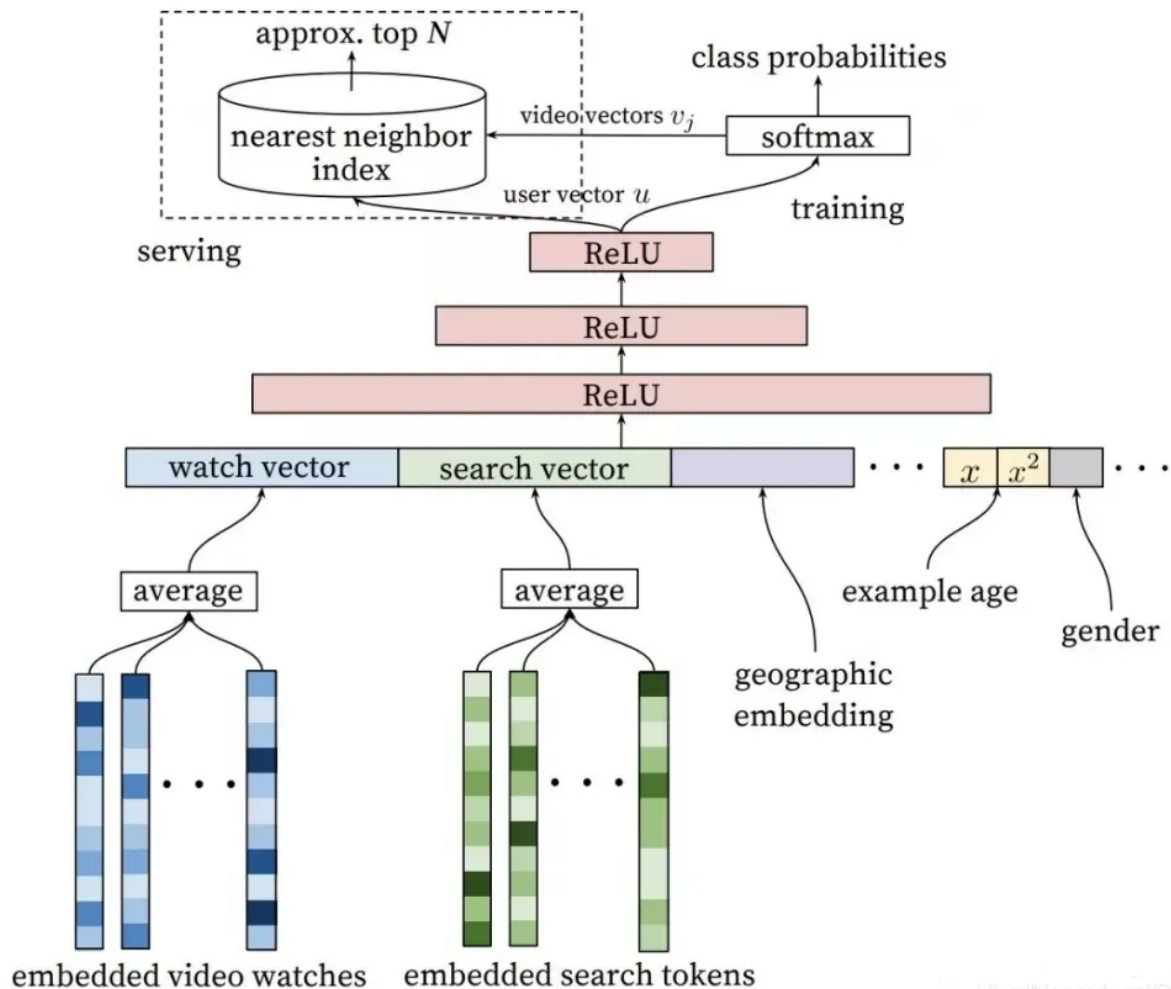 approx. top N
class probabilities
video vectors v_j
nearest neighbor
index
softmax
user vector u
training
serving
ReLU
ReLU
ReLU
watch vector
search vector
. . .
x
x²
. . .
average
average
example age
gender
geographic
embedding
. . .
. . .
embedded video watches
embedded search tokens